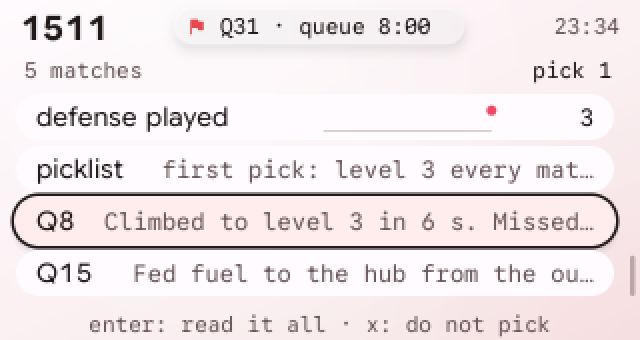 1511
Q31 · queue 8:00
23:34
5 matches
pick 1
defense played 3
picklist first pick: level 3 every mat…
Q8 Climbed to level 3 in 6 s. Missed…
Q15 Fed fuel to the hub from the ou…
enter: read it all · x: do not pick